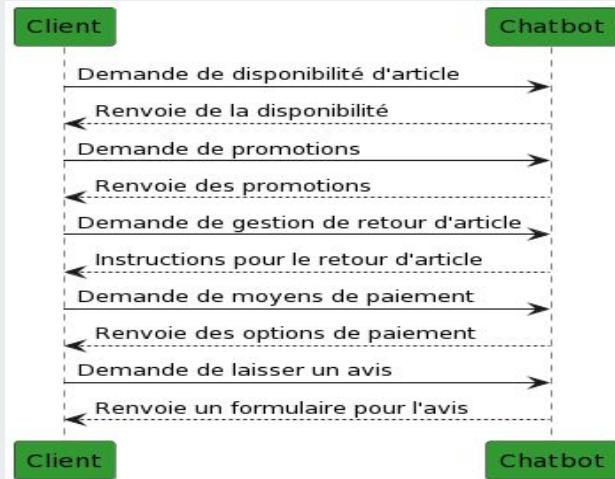 Client Chatbot
Demande de disponibilité d'article
Renvoie de la disponibilité
Demande de promotions
Renvoie des promotions
Demande de gestion de retour d'article
Instructions pour le retour d'article
Demande de moyens de paiement
Renvoie des options de paiement
Demande de laisser un avis
Renvoie un formulaire pour l'avis
Client Chatbot